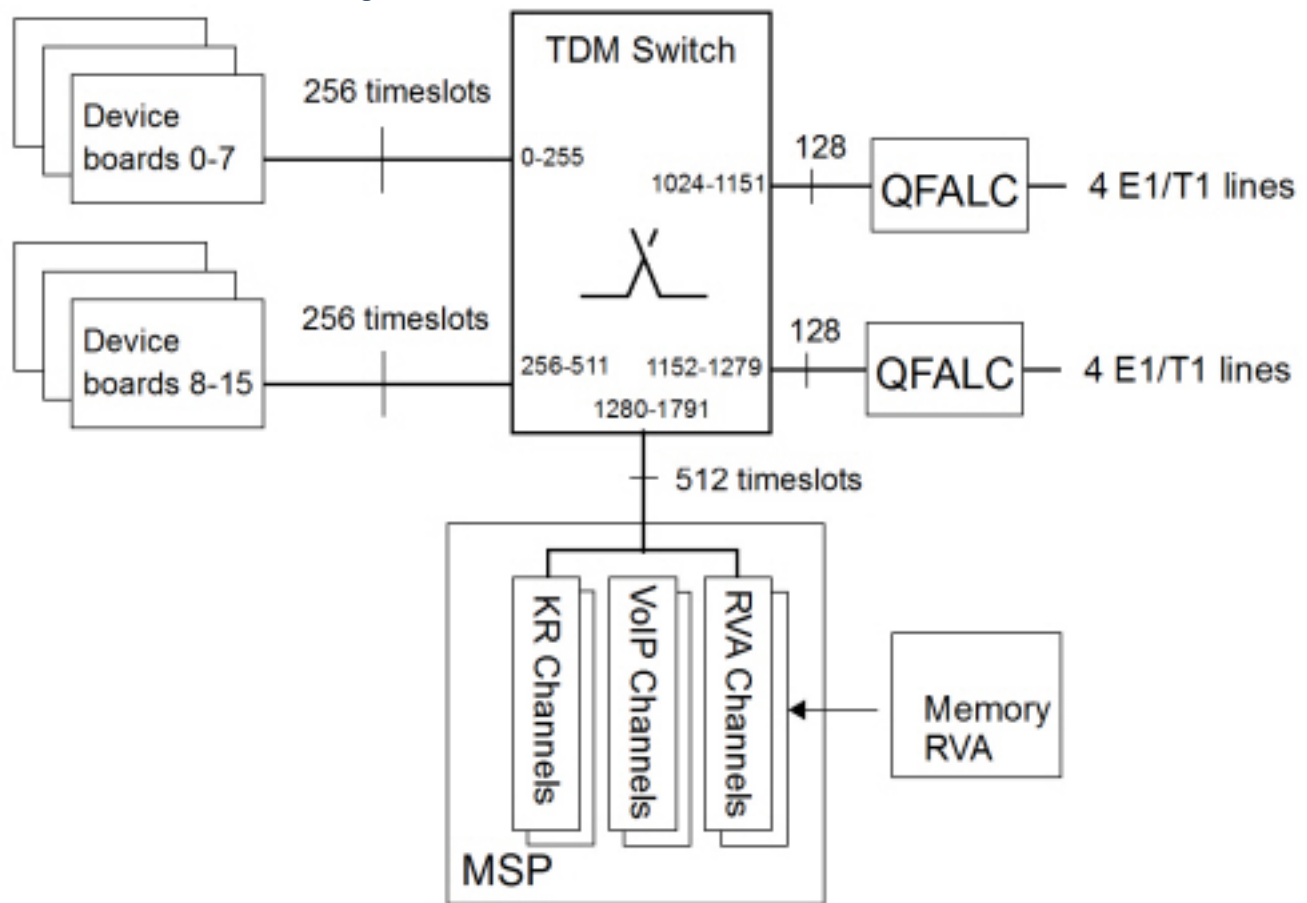 TDM Switch
256 timeslots
Device
boards 0-7
0-255
128
1024-1151
QFALC
4 E1/T1 lines
256 timeslots
Device
boards 8-15
256-511
1152-1279
128
QFALC
4 E1/T1 lines
1280-1791
512 timeslots
KR Channels
VoIP Channels
RVA Channels
Memory
RVA
MSP